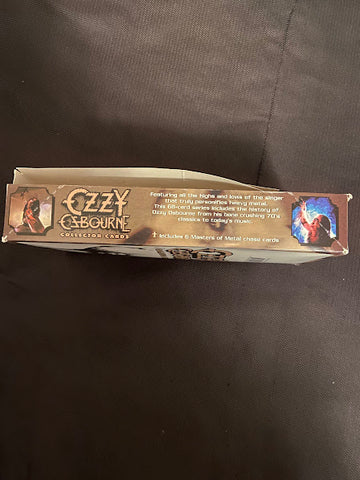 OZZY
OSBOURNE
COLLECTOR CARDS
Featuring all the highs and lows of the singer
that truly personifies heavy metal.
This 68-card series includes the history of
Ozzy Osbourne from his bone crushing 70's
classics to today's music.
† Includes 6 Masters of Metal chase cards